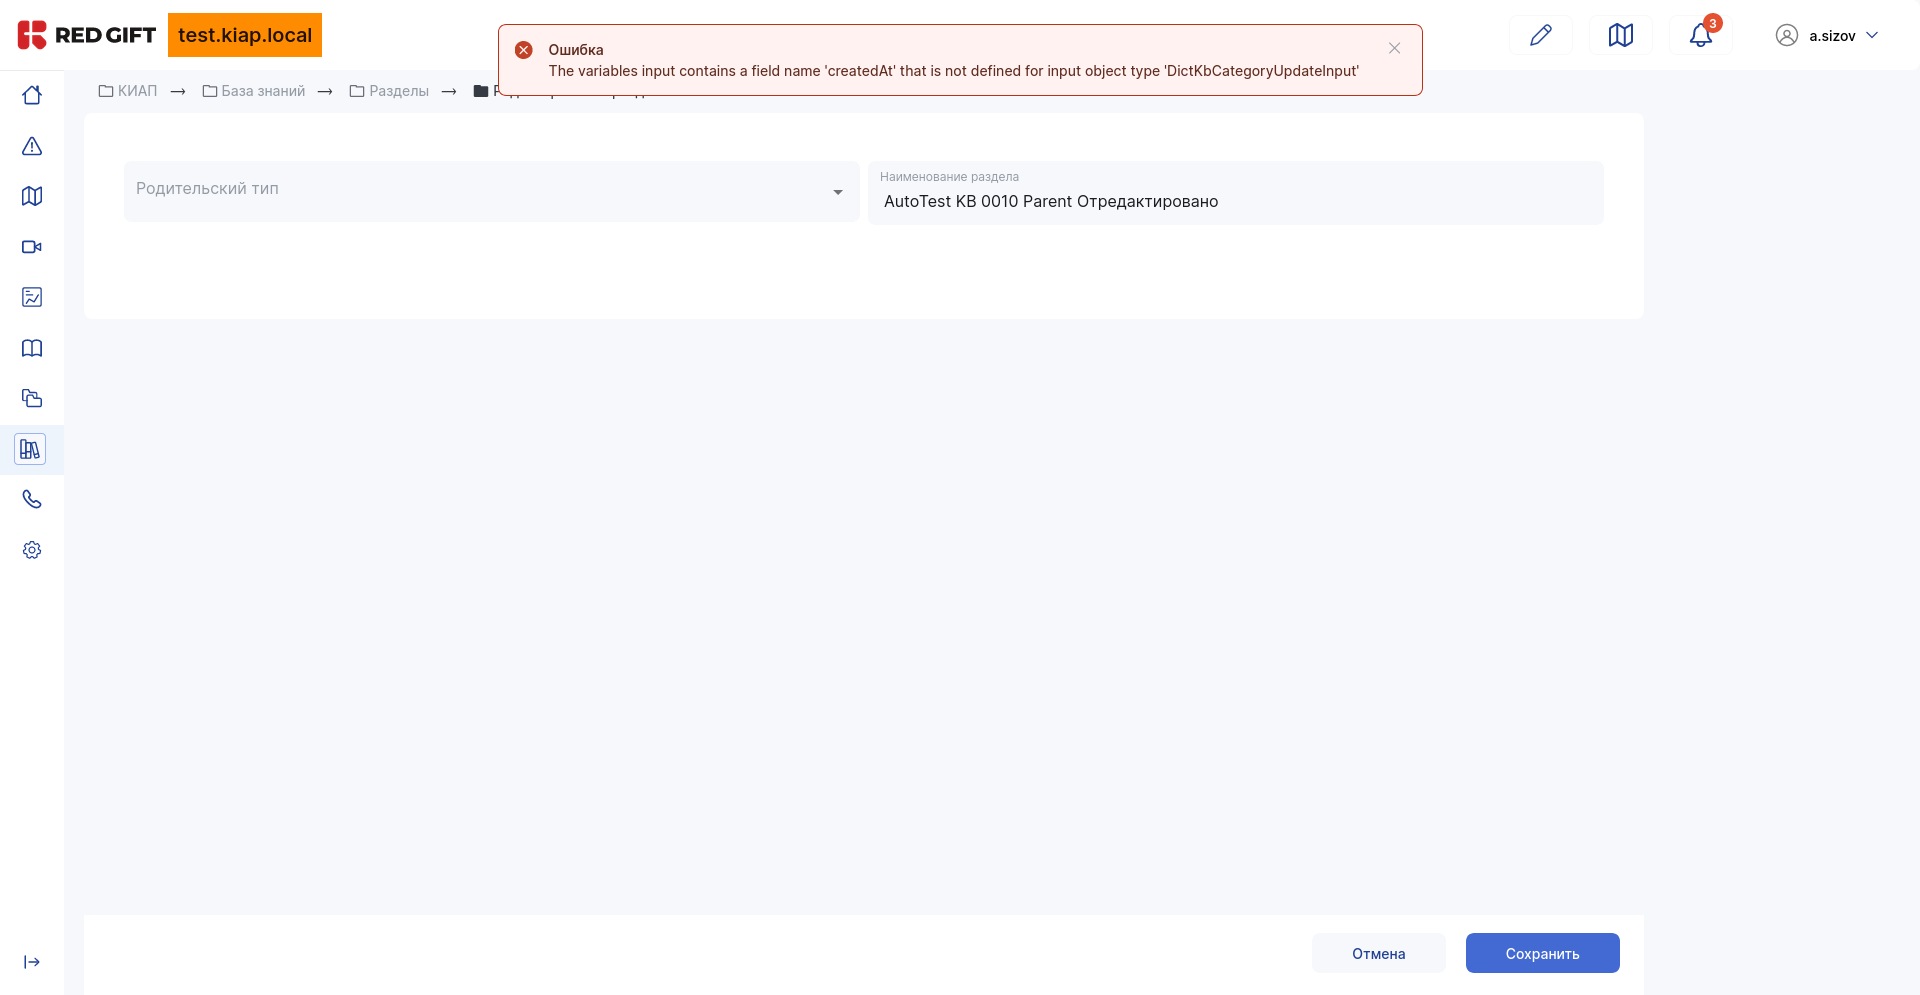 RED GIFT
test.kiap.local
Ошибка
The variables input contains a field name 'createdAt' that is not defined for input object type 'DictKbCategoryUpdateInput'
3
a.sizov
КИАП → База знаний → Разделы →
Родительский тип
Наименование раздела
AutoTest KB 0010 Parent Отредактировано
Отмена
Сохранить